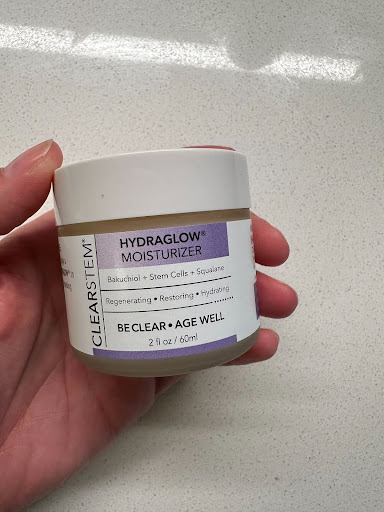 CLEARSTEM®
HYDRAGLOW®
MOISTURIZER
Bakuchiol + Stem Cells + Squalane
Regenerating • Restoring • Hydrating
BE CLEAR • AGE WELL
2 fl oz / 60ml